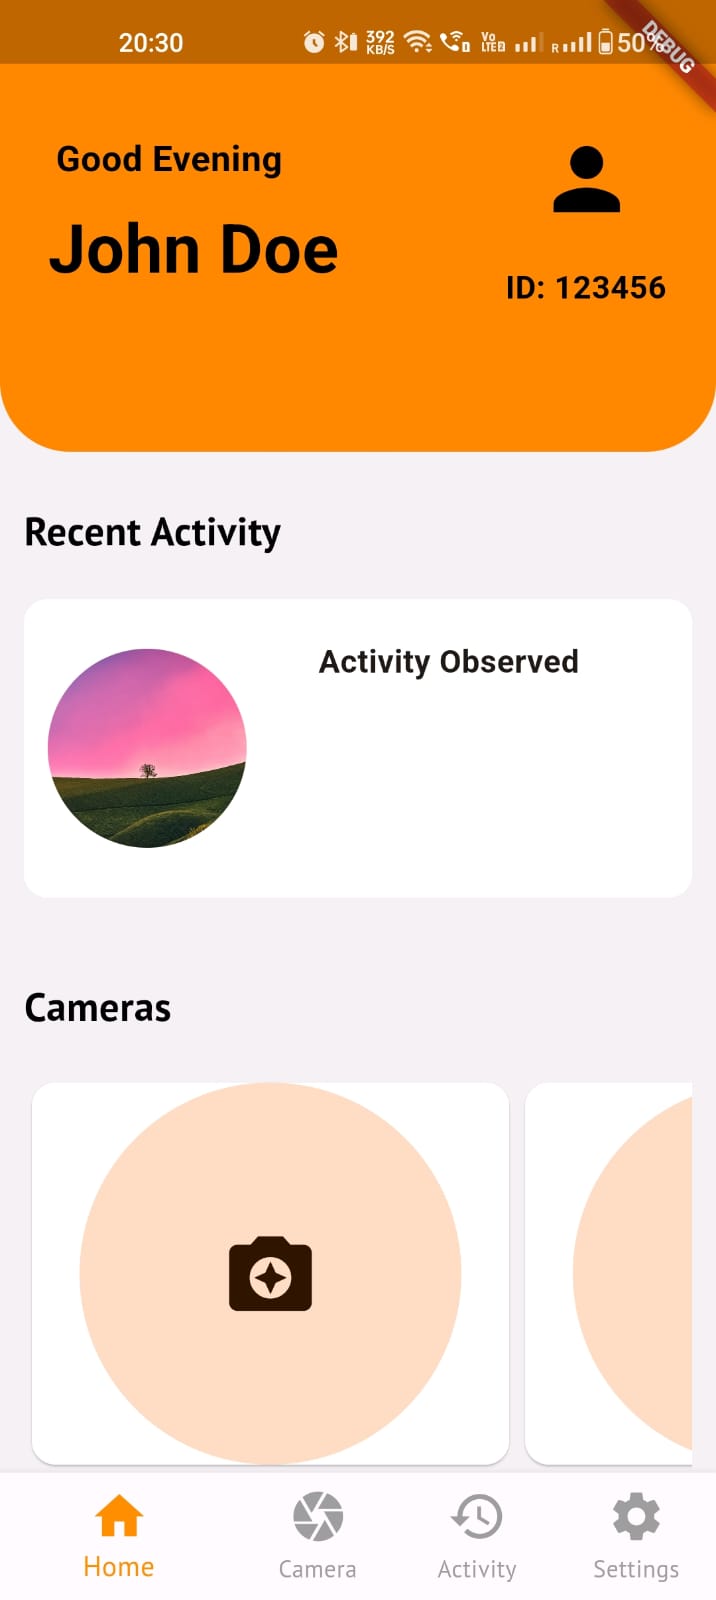 20:30
392
KB/S
Vo
LTE2
R
50%
DEBUG
Good Evening
John Doe
ID: 123456
Recent Activity
Activity Observed
Cameras
Home
Camera
Activity
Settings